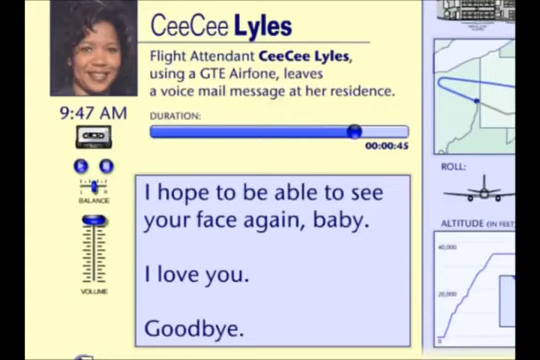 CeeCee Lyles
Flight Attendant CeeCee Lyles,
using a GTE Airfone, leaves
a voice mail message at her residence.
9:47 AM
DURATION:
00:00:45
BALANCE
VOLUME
I hope to be able to see
your face again, baby.
I love you.
Goodbye.
ROLL:
ALTITUDE (IN FEET)
40,000
20,000
0